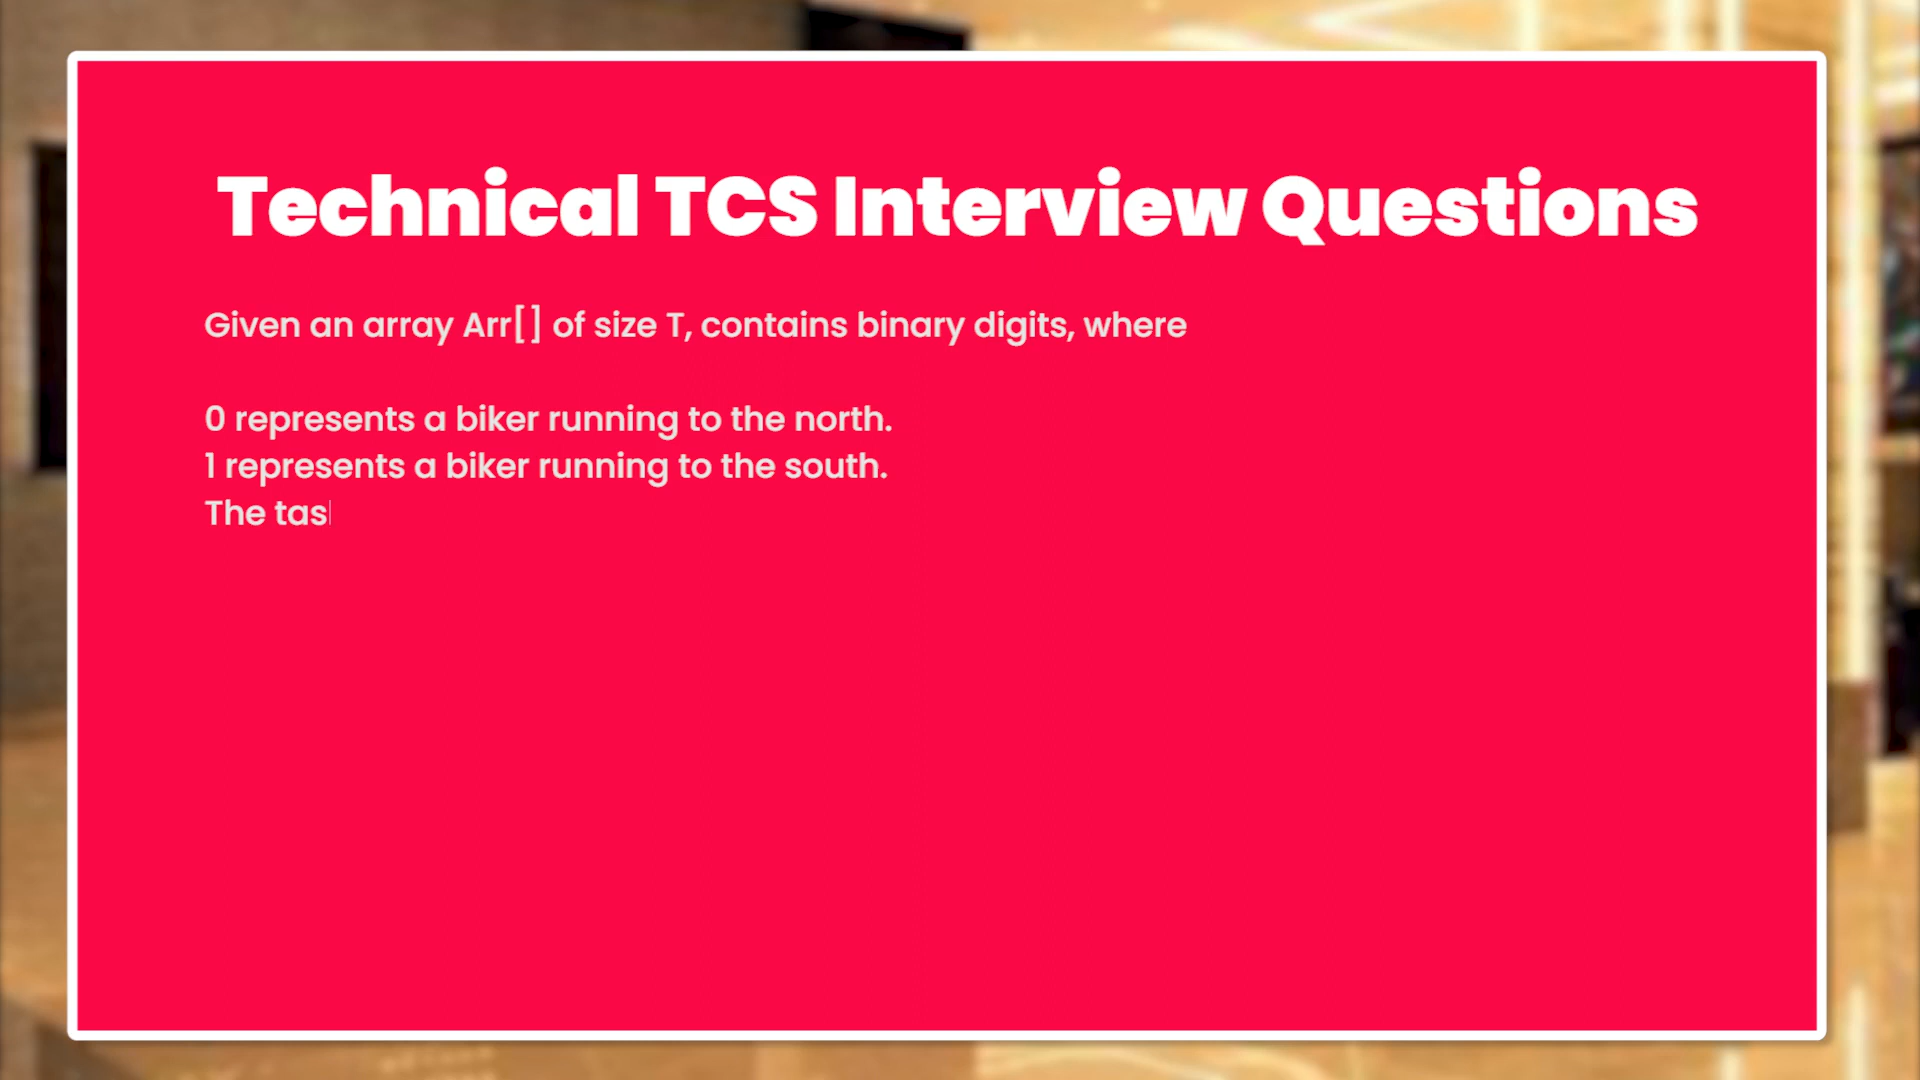 Technical TCS Interview Questions
Given an array Arr[] of size T, contains binary digits, where
0 represents a biker running to the north.
1 represents a biker running to the south.
The tas